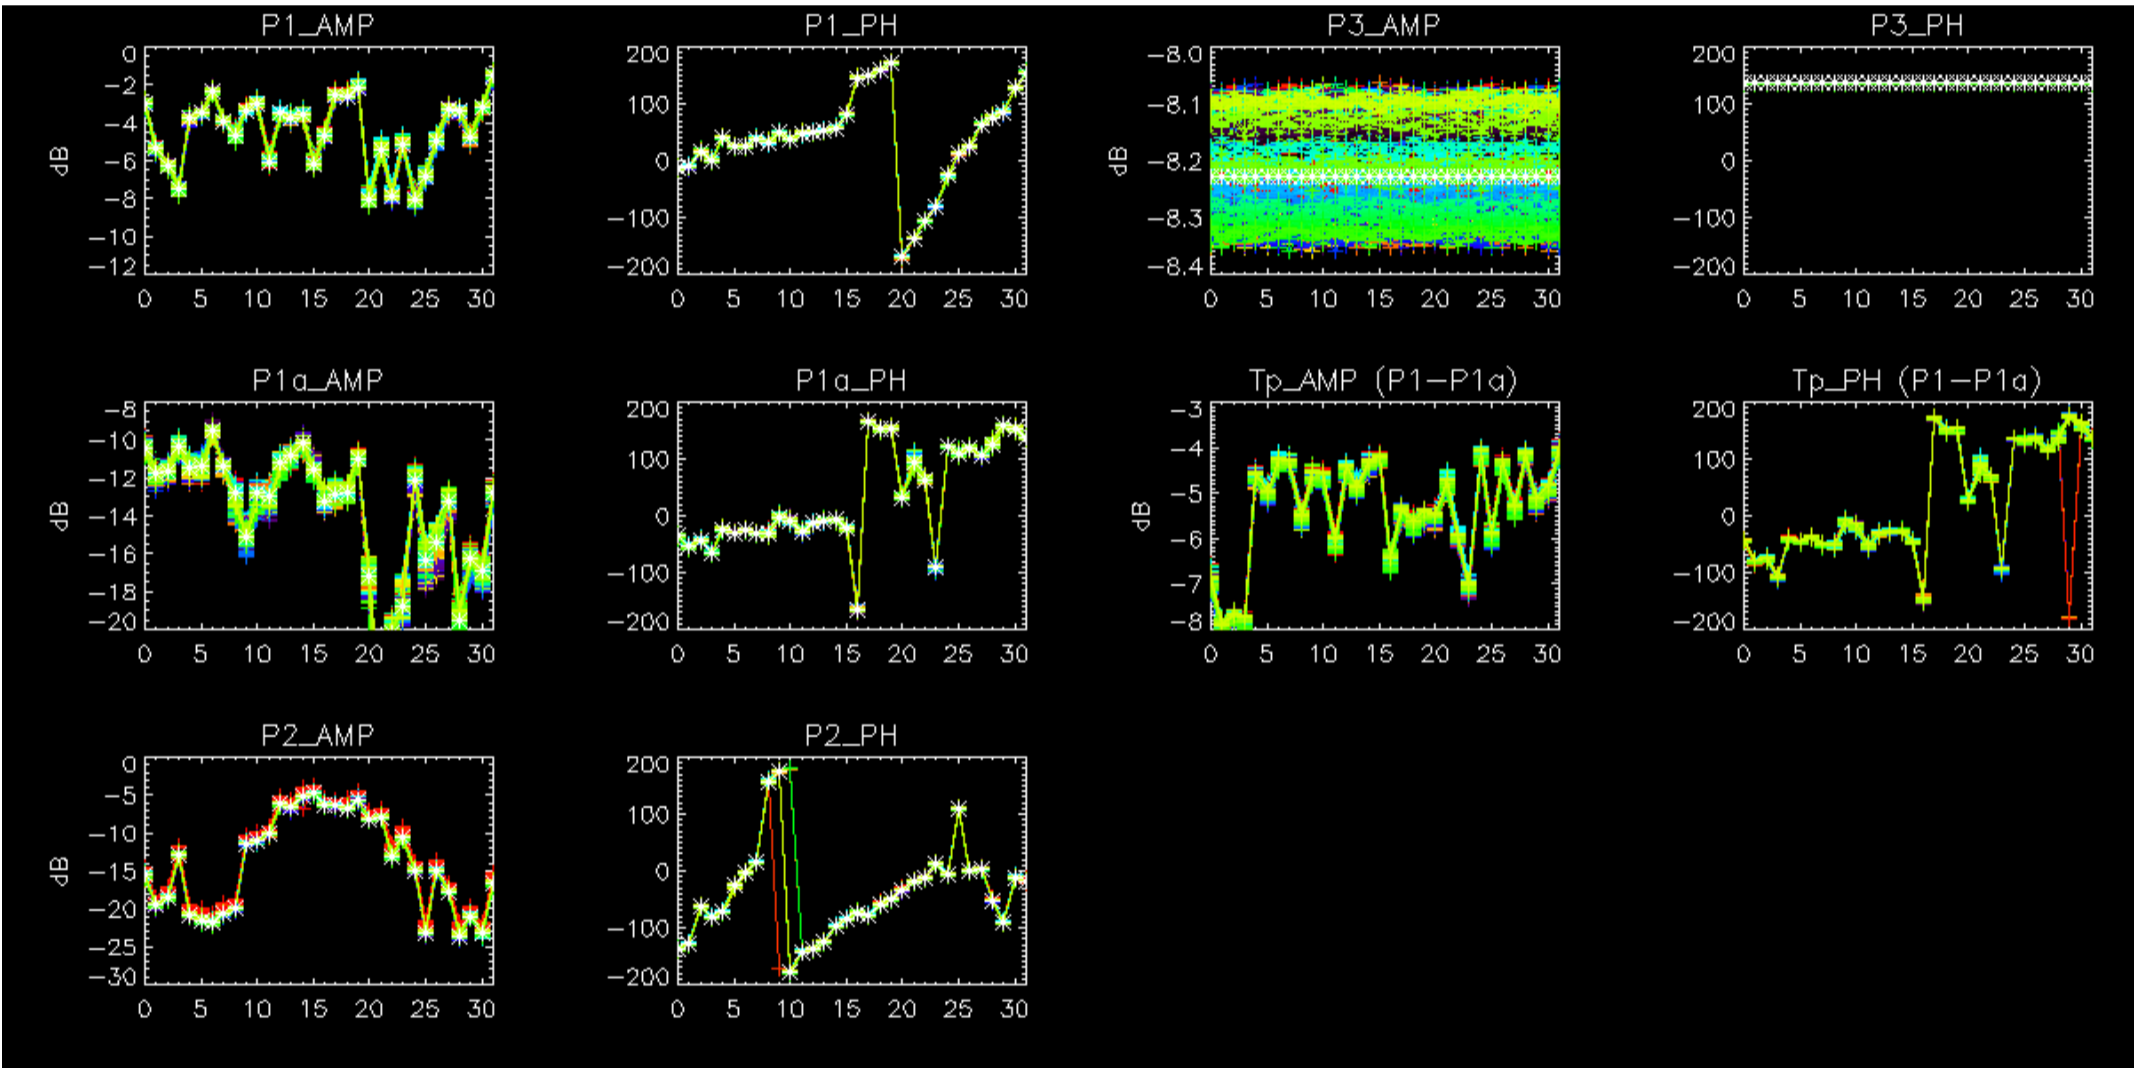 P1_AMP
dB
0
−2
−4
−6
−8
−10
−12
0 5 10 15 20 25 30
P1_PH
200
100
0
−100
−200
0 5 10 15 20 25 30
P3_AMP
dB
−8.0
−8.1
−8.2
−8.3
−8.4
0 5 10 15 20 25 30
P3_PH
200
100
0
−100
−200
0 5 10 15 20 25 30
P1a_AMP
dB
−8
−10
−12
−14
−16
−18
−20
0 5 10 15 20 25 30
P1a_PH
200
100
0
−100
−200
0 5 10 15 20 25 30
Tp_AMP (P1−P1a)
dB
−3
−4
−5
−6
−7
−8
0 5 10 15 20 25 30
Tp_PH (P1−P1a)
200
100
0
−100
−200
0 5 10 15 20 25 30
P2_AMP
dB
0
−5
−10
−15
−20
−25
−30
0 5 10 15 20 25 30
P2_PH
200
100
0
−100
−200
0 5 10 15 20 25 30